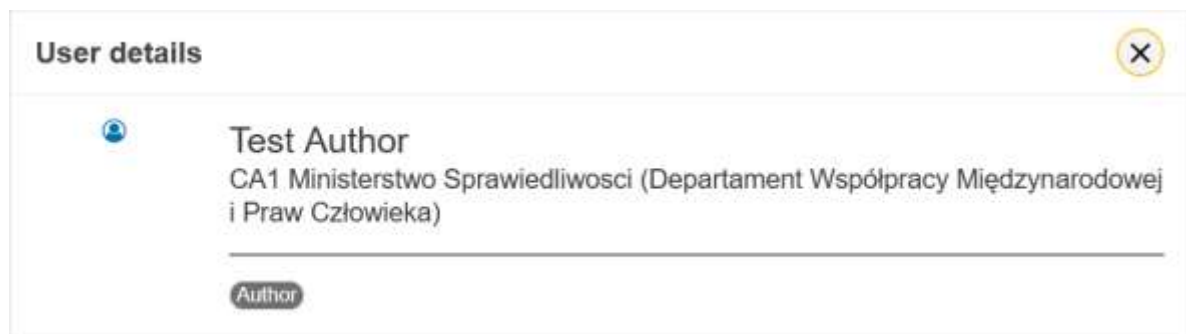 User details
Test Author
CA1 Ministerstwo Sprawiedliwosci (Departament Współpracy Międzynarodowej
i Praw Człowieka)
Author